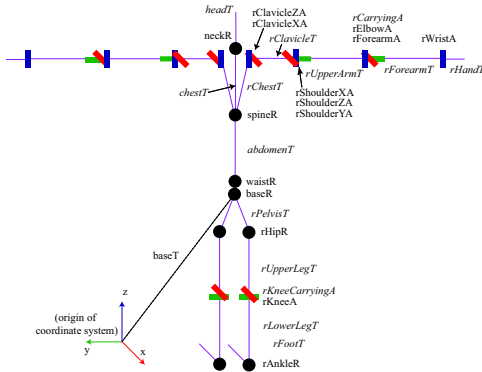 headT
rClavicleZA
rClavicleXA
neckR
rClavicleT
rCarryingA
rElbowA
rForearmA
rWristA
rUpperArmT
rForearmT
rHandT
chestT
rChestT
rShoulderXA
rShoulderZA
rShoulderYA
spineR
abdomenT
waistR
baseR
rPelvisT
rHipR
baseT
rUpperLegT
z
rKneeCarryingA
rKneeA
(origin of
coordinate system)
rLowerLegT
y
x
rFootT
rAnkleR